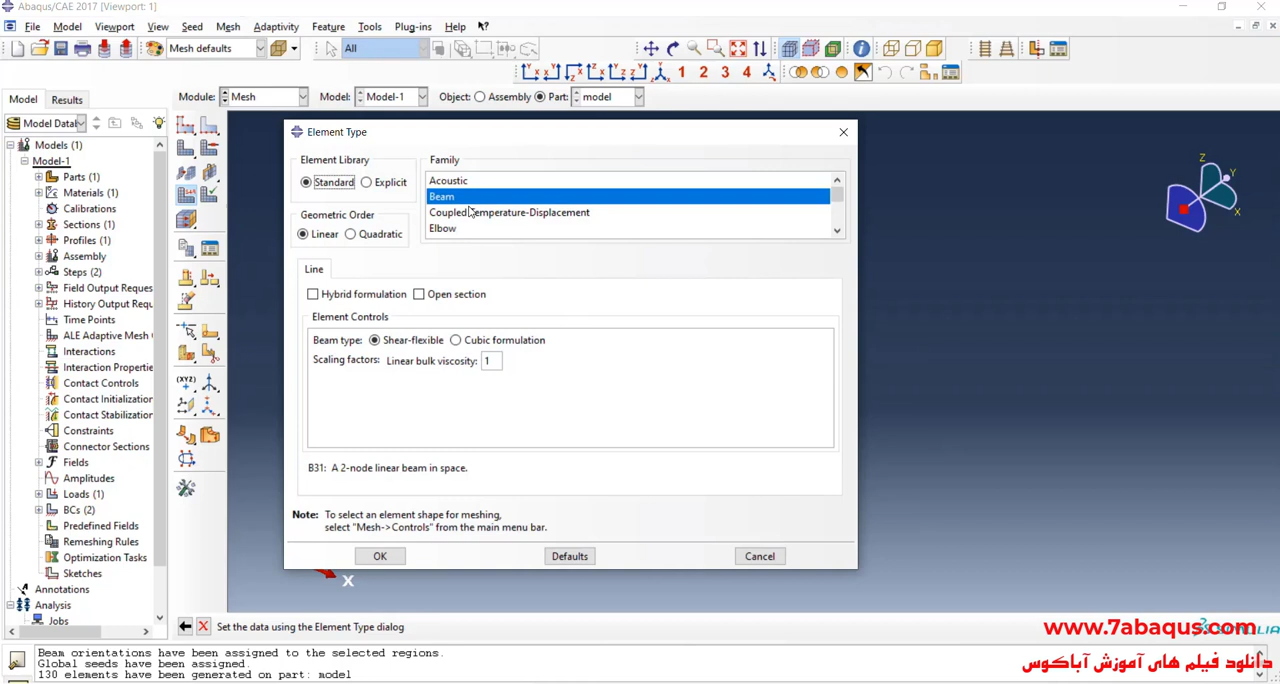 Abaqus/CAE 2017 [Viewport: 1]
File Model Viewport View Seed Mesh Adaptivity Feature Tools Plug-ins Help
Mesh defaults All
1 2 3 4
Model Results Module: Mesh Model: Model-1 Object: Assembly Part: model
Model Data
Models (1)
Model-1
Parts (1)
Materials (1)
Calibrations
Sections (1)
Profiles (1)
Assembly
Steps (2)
Field Output Reques
History Output Requ
Time Points
ALE Adaptive Mesh
Interactions
Interaction Propertie
Contact Controls
Contact Initialization
Contact Stabilization
Constraints
Connector Sections
Fields
Amplitudes
Loads (1)
BCs (2)
Predefined Fields
Remeshing Rules
Optimization Tasks
Sketches
Annotations
Analysis
Jobs
Element Type
Element Library
Standard Explicit
Geometric Order
Linear Quadratic
Family
Acoustic
Beam
Coupled Temperature-Displacement
Elbow
Line
Hybrid formulation Open section
Element Controls
Beam type: Shear-flexible Cubic formulation
Scaling factors: Linear bulk viscosity: 1
B31: A 2-node linear beam in space.
Note: To select an element shape for meshing,
select "Mesh->Controls" from the main menu bar.
OK Defaults Cancel
Z
Y
X
X
Set the data using the Element Type dialog
www.7abaqus.com
دانلود فیلم های آموزش آباکوس
Beam orientations have been assigned to the selected regions.
Global seeds have been assigned.
130 elements have been generated on part: model